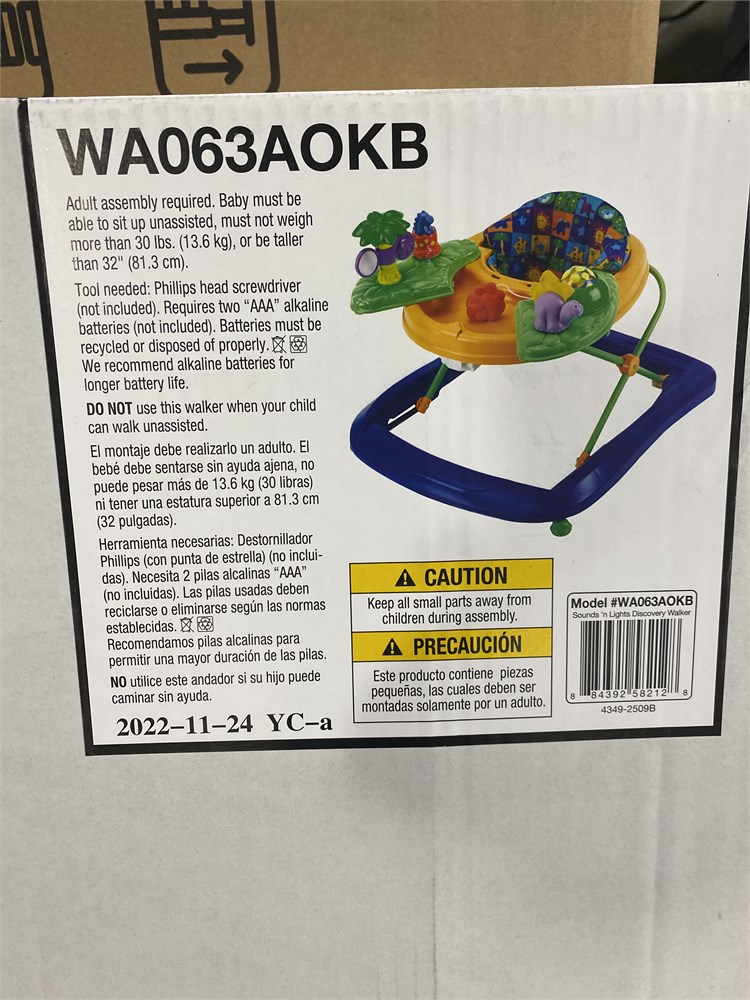 WA063AOKB
Adult assembly required. Baby must be
able to sit up unassisted, must not weigh
more than 30 lbs. (13.6 kg), or be taller
than 32" (81.3 cm).
Tool needed: Phillips head screwdriver
(not included). Requires two “AAA” alkaline
batteries (not included). Batteries must be
recycled or disposed of properly.
We recommend alkaline batteries for
longer battery life.
DO NOT use this walker when your child
can walk unassisted.
El montaje debe realizarlo un adulto. El
bebé debe sentarse sin ayuda ajena, no
puede pesar más de 13.6 kg (30 libras)
ni tener una estatura superior a 81.3 cm
(32 pulgadas).
Herramienta necesarias: Destornillador
Phillips (con punta de estrella) (no inclui-
das). Necesita 2 pilas alcalinas “AAA”
(no incluidas). Las pilas usadas deben
reciclarse o eliminarse según las normas
establecidas.
Recomendamos pilas alcalinas para
permitir una mayor duración de las pilas.
NO utilice este andador si su hijo puede
caminar sin ayuda.
2022-11-24 YC-a
CAUTION
Keep all small parts away from
children during assembly.
PRECAUCIÓN
Este producto contiene piezas
pequeñas, las cuales deben ser
montadas solamente por un adulto.
Model #WA063AOKB
Sounds 'n Lights Discovery Walker
8 84392 58212 8
4349-2509B